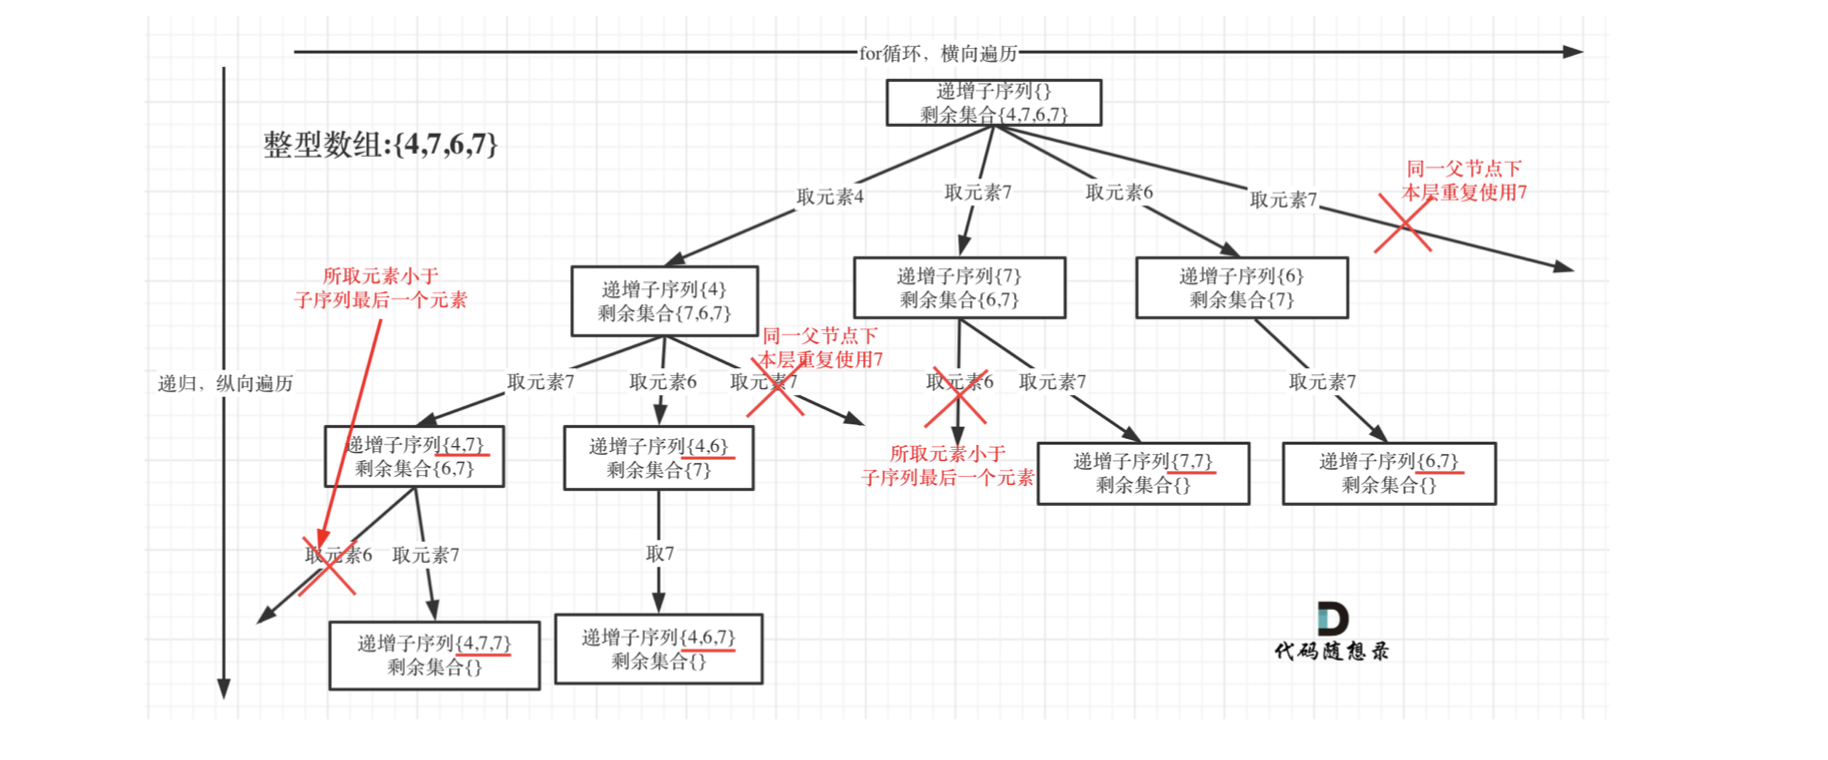 for循环，横向遍历
递增子序列{}
剩余集合{4,7,6,7}
整型数组:{4,7,6,7}
同一父节点下
本层重复使用7
取元素4
取元素7
取元素6
取元素7
所取元素小于
子序列最后一个元素
递增子序列{4}
剩余集合{7,6,7}
递增子序列{7}
剩余集合{6,7}
递增子序列{6}
剩余集合{7}
同一父节点下
本层重复使用7
递归，纵向遍历
取元素7
取元素6
取元素7
取元素6
取元素7
取元素7
递增子序列{4,7}
剩余集合{6,7}
递增子序列{4,6}
剩余集合{7}
所取元素小于
子序列最后一个元素
递增子序列{7,7}
剩余集合{}
递增子序列{6,7}
剩余集合{}
取元素6
取元素7
取7
递增子序列{4,7,7}
剩余集合{}
递增子序列{4,6,7}
剩余集合{}
代码随想录